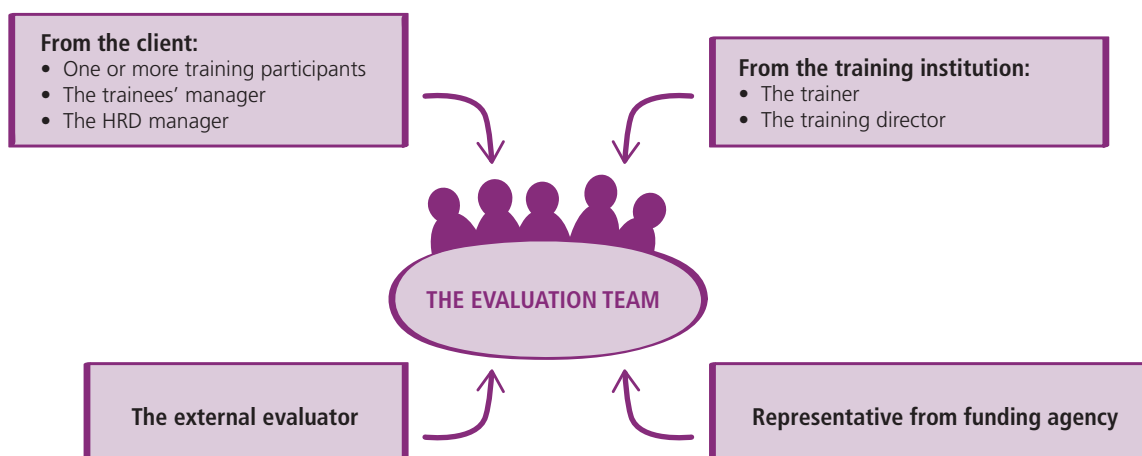 From the client:
• One or more training participants
• The trainees’ manager
• The HRD manager
From the training institution:
• The trainer
• The training director
THE EVALUATION TEAM
The external evaluator
Representative from funding agency